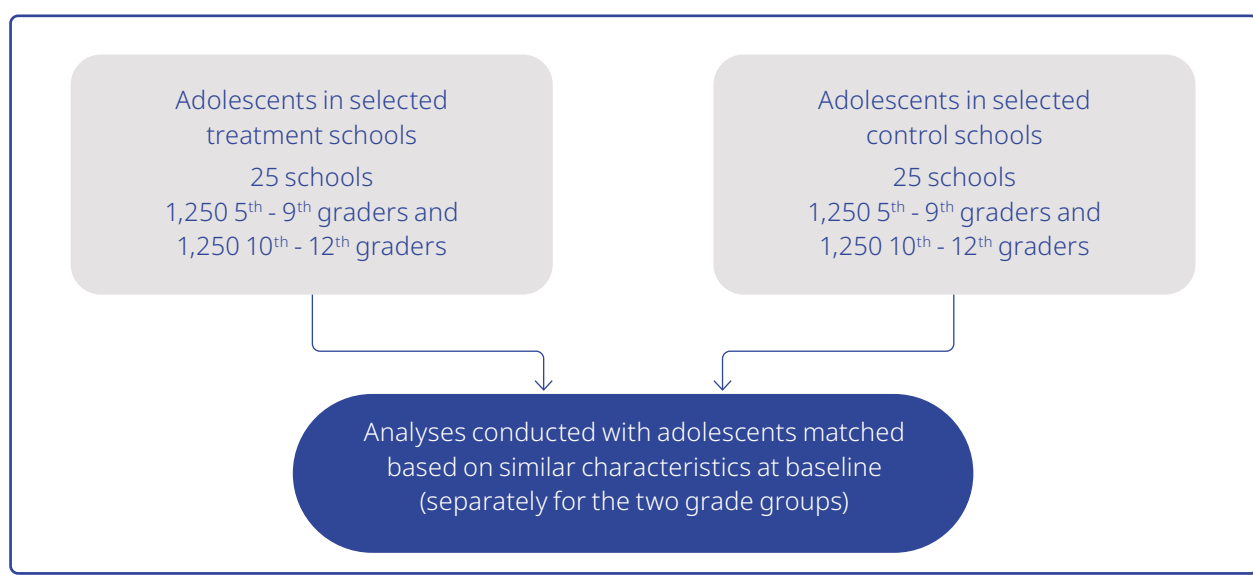 Adolescents in selected
treatment schools
25 schools
1,250 5th - 9th graders and
1,250 10th - 12th graders
Adolescents in selected
control schools
25 schools
1,250 5th - 9th graders and
1,250 10th - 12th graders
Analyses conducted with adolescents matched
based on similar characteristics at baseline
(separately for the two grade groups)